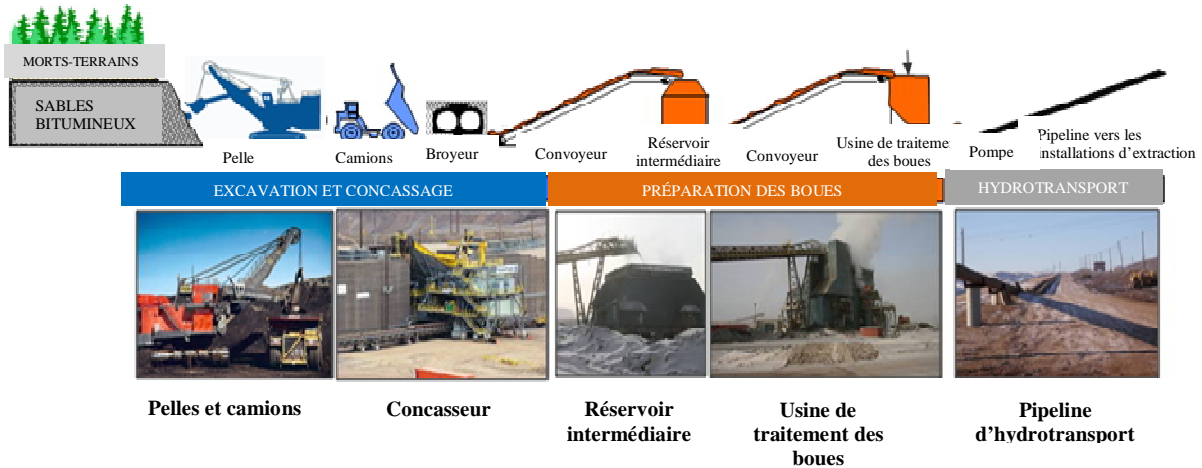 MORTS-TERRAINS
SABLES
BITUMINEUX
Pelle
Camions
Broyeur
Convoyeur
Réservoir
intermédiaire
Convoyeur
Usine de traiteme
des boues
Pompe
Pipeline vers les
installations d'extraction
EXCAVATION ET CONCASSAGE
PRÉPARATION DES BOUES
HYDROTRANSPORT
Pelles et camions
Concasseur
Réservoir
intermédiaire
Usine de
traitement des
boues
Pipeline
d'hydrotransport